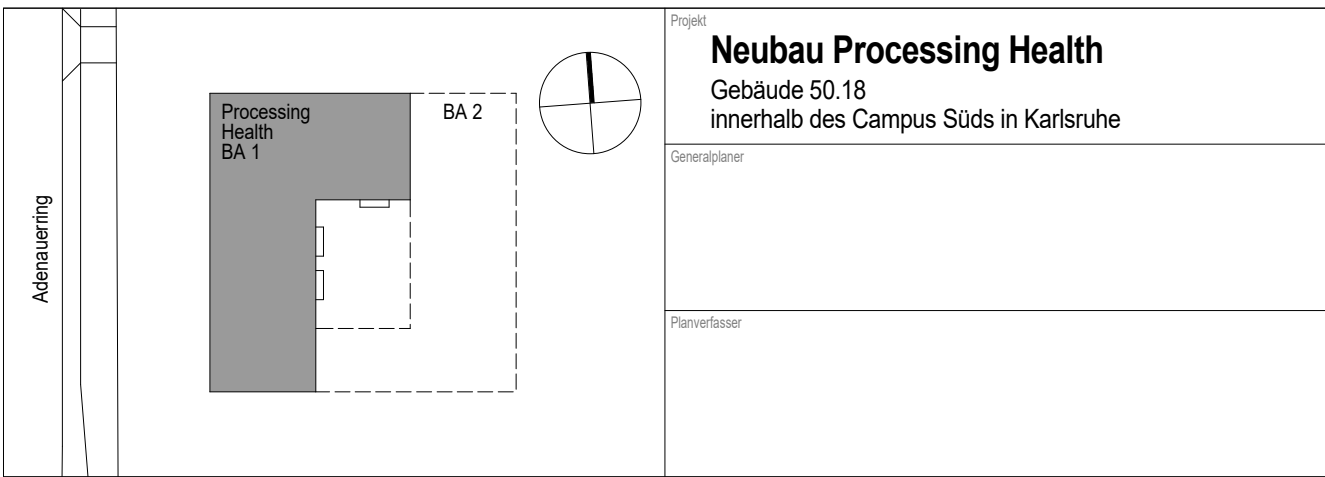 Adenauerring
Processing
Health
BA 1
BA 2
Projekt
Neubau Processing Health
Gebäude 50.18
innerhalb des Campus Süds in Karlsruhe
Generalplaner
Planverfasser